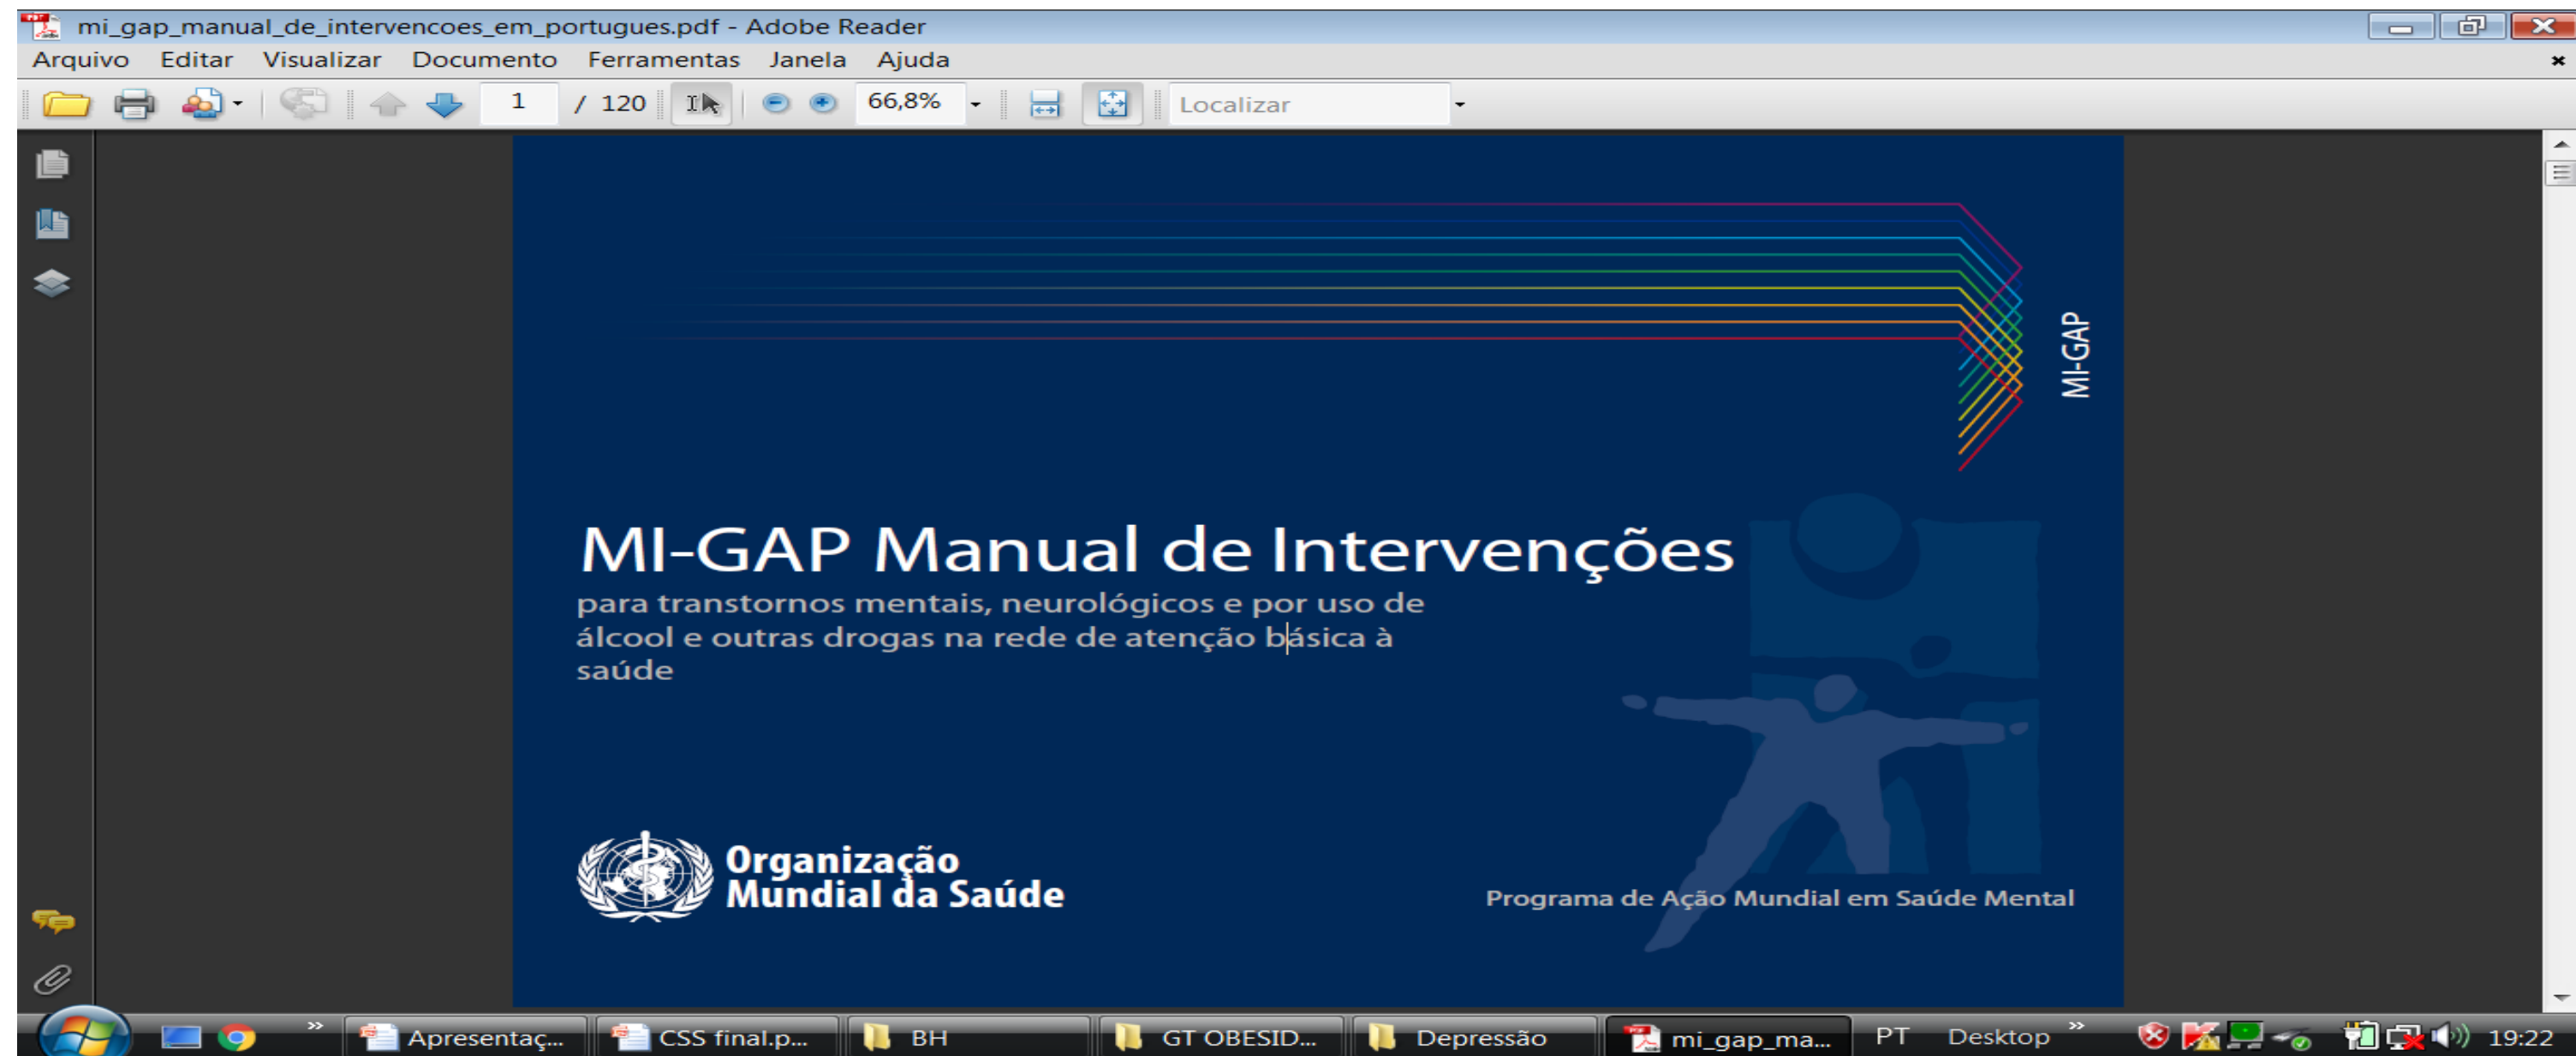 mi_gap_manual_de_intervencoes_em_portugues.pdf - Adobe Reader
Arquivo Editar Visualizar Documento Ferramentas Janela Ajuda
1 / 120 66,8% Localizar
MI-GAP
MI-GAP Manual de Intervenções
para transtornos mentais, neurológicos e por uso de
álcool e outras drogas na rede de atenção básica à
saúde
Organização
Mundial da Saúde
Programa de Ação Mundial em Saúde Mental
Apresentaç... CSS final.p... BH GT OBESID... Depressão mi_gap_ma... PT Desktop 19:22